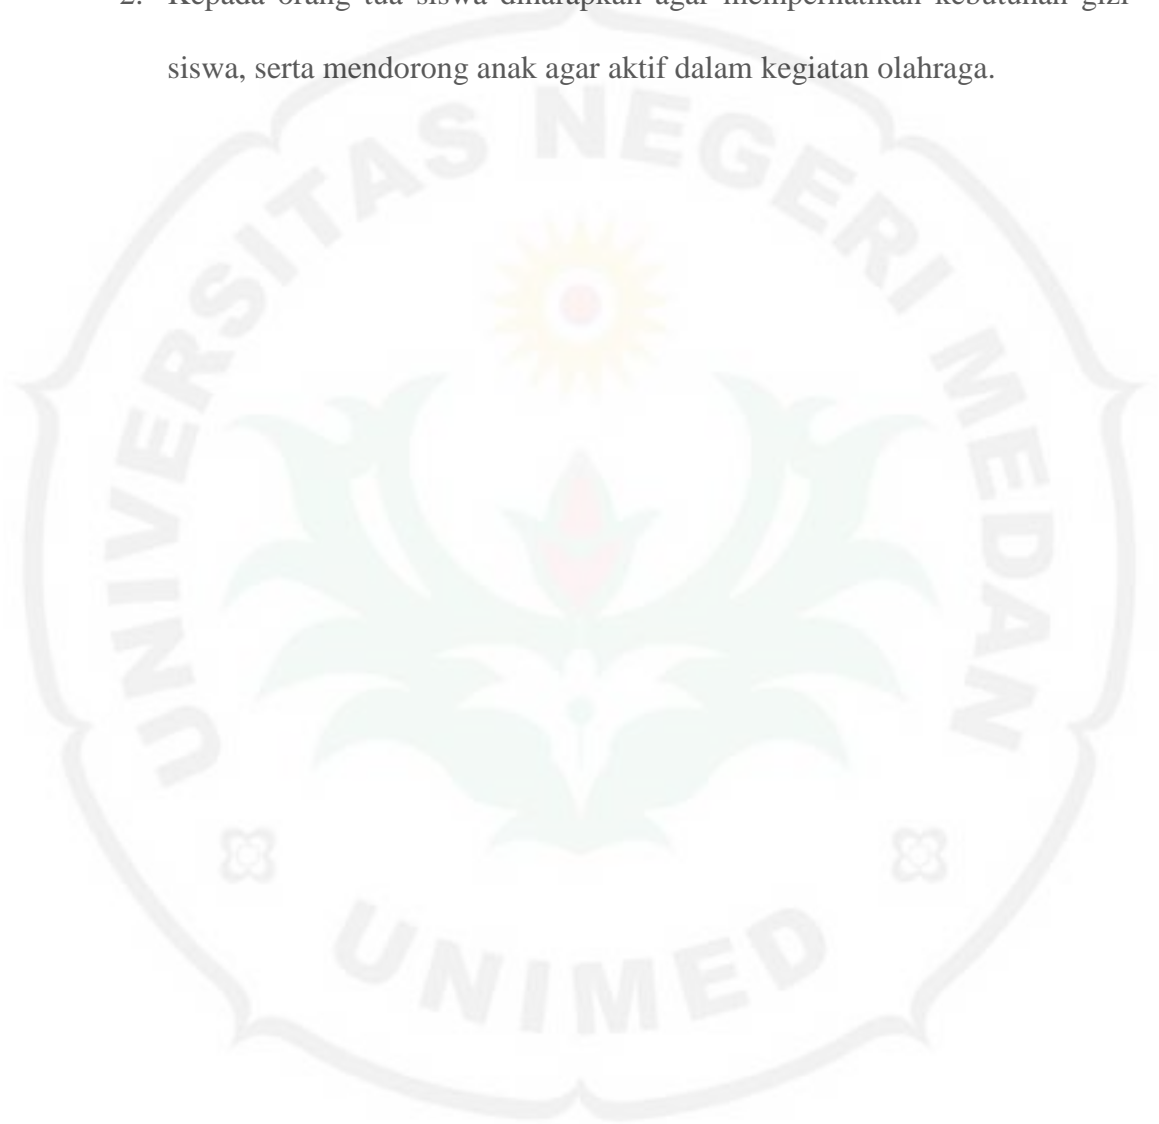 2. Kepada orang tua siswa diharapkan agar memperhatikan kebutuhan gizi
siswa, serta mendorong anak agar aktif dalam kegiatan olahraga.
UNIVERSITAS NEGERI MEDAN
UNIMED